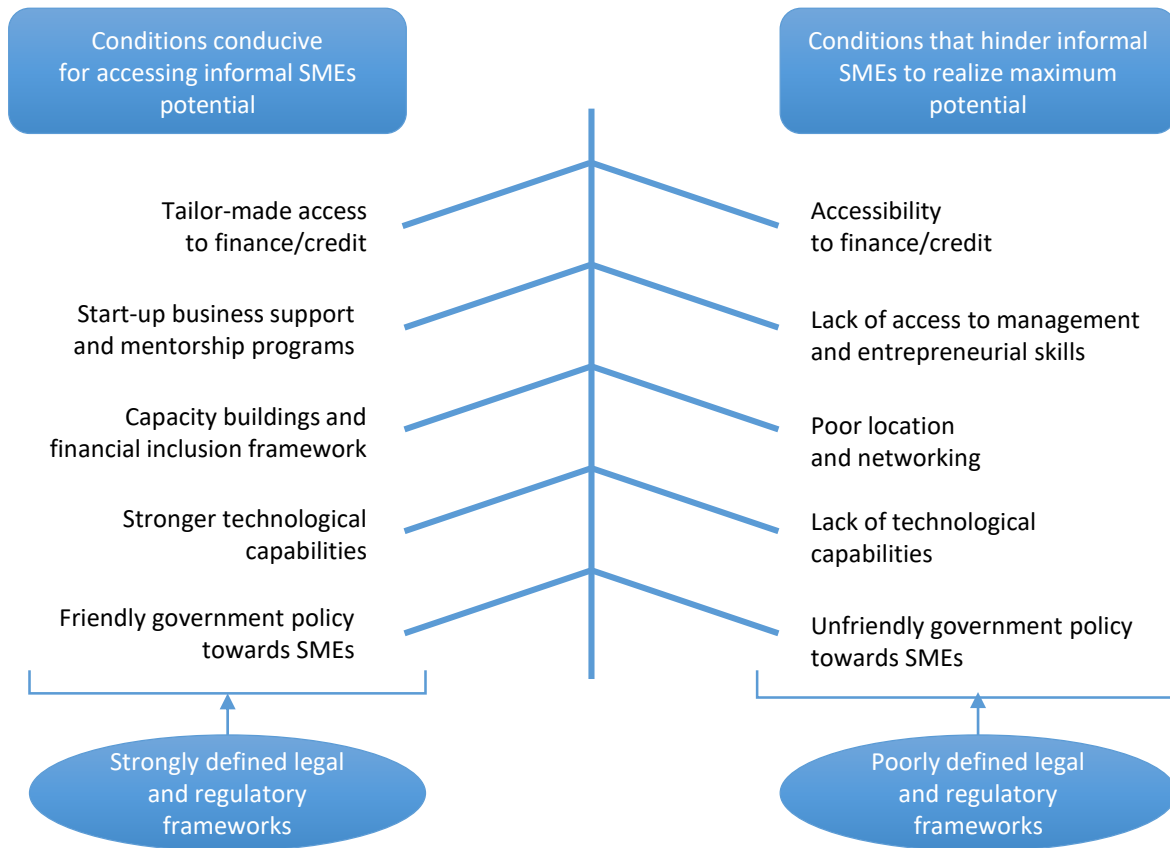 Conditions conducive
for accessing informal SMEs
potential
Conditions that hinder informal
SMEs to realize maximum
potential
Tailor-made access
to finance/credit
Accessibility
to finance/credit
Start-up business support
and mentorship programs
Lack of access to management
and entrepreneurial skills
Capacity buildings and
financial inclusion framework
Poor location
and networking
Stronger technological
capabilities
Lack of technological
capabilities
Friendly government policy
towards SMEs
Unfriendly government policy
towards SMEs
Strongly defined legal
and regulatory
frameworks
Poorly defined legal
and regulatory
frameworks